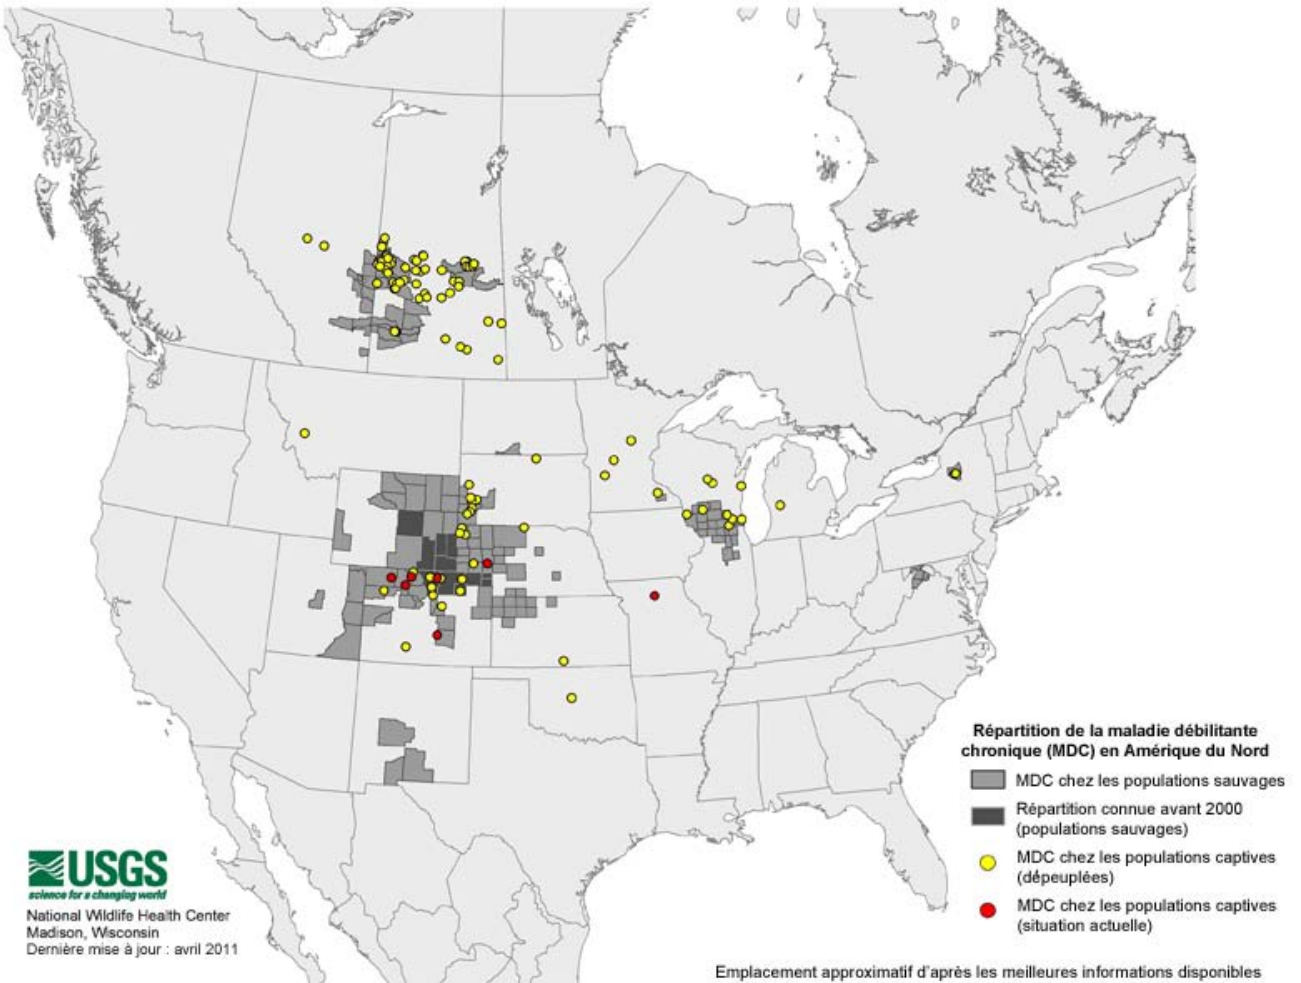 Répartition de la maladie débilitante
chronique (MDC) en Amérique du Nord
MDC chez les populations sauvages
Répartition connue avant 2000
(populations sauvages)
MDC chez les populations captives
(dépeuplées)
MDC chez les populations captives
(situation actuelle)
USGS
science for a changing world
National Wildlife Health Center
Madison, Wisconsin
Dernière mise à jour : avril 2011
Emplacement approximatif d'après les meilleures informations disponibles